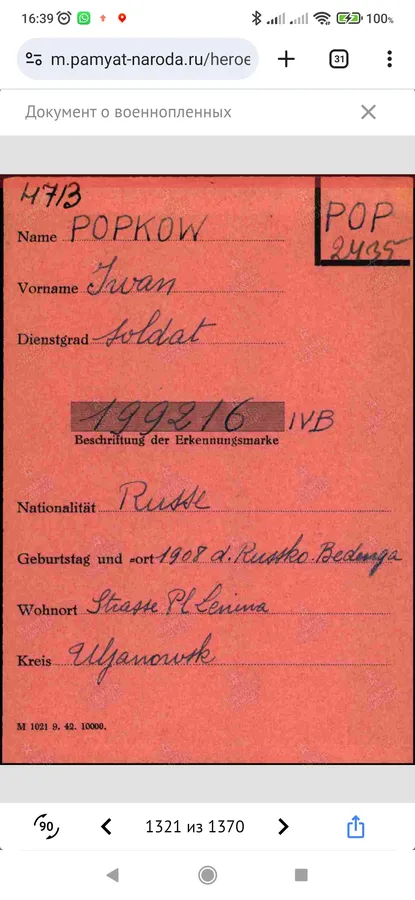 16:39 100%
m.pamyat-naroda.ru/heroe 31
Документ о военнопленных
4713
POP
2435
Name POPKOW
Vorname Iwan
Dienstgrad Soldat
199216 IVB
Beschriftung der Erkennungsmarke
Nationalität Russe
Geburtstag und -ort 1908 d. Russko Bedenga
Wohnort Strasse Pl Lenina
Kreis Uljanowsk
M 1021 9. 42. 10000.
90 1321 из 1370